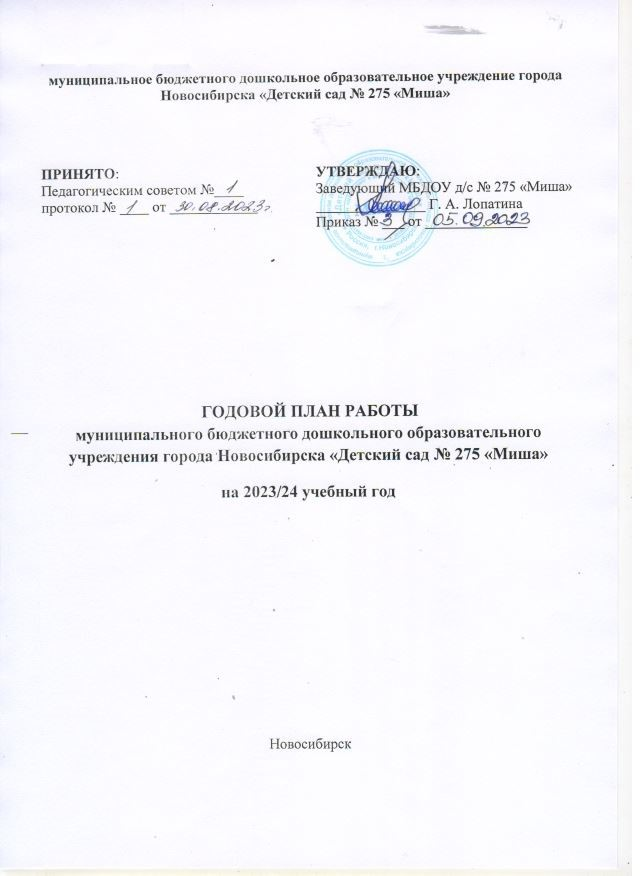 муниципальное бюджетного дошкольное образовательное учреждение города
Новосибирска «Детский сад № 275 «Миша»
ПРИНЯТО:
Педагогическим советом № 1
протокол № 1 от 30.08.2023г
УТВЕРЖДАЮ:
Заведующий МБДОУ д/с № 275 «Миша»
Г. А. Лопатина
Приказ № 3 от 05.09.2023
ГОДОВОЙ ПЛАН РАБОТЫ
муниципального бюджетного дошкольного образовательного
учреждения города Новосибирска «Детский сад № 275 «Миша»
на 2023/24 учебный год
Новосибирск